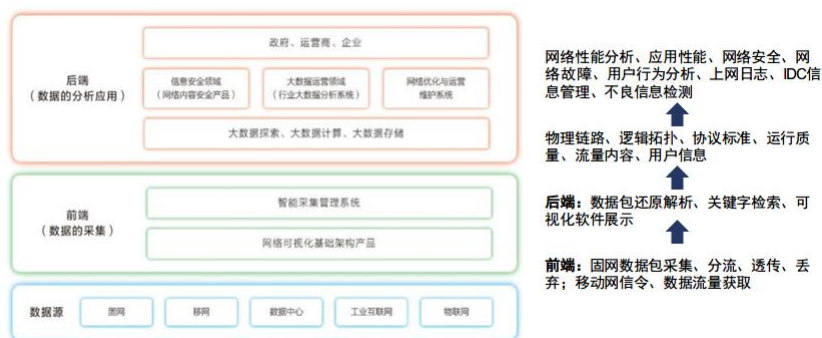 政府、运营商、企业
后端
（数据的分析应用）
信息安全领域
（网络内容安全产品）
大数据运营领域
（行业大数据分析系统）
网络优化与运营
维护系统
大数据探索、大数据计算、大数据存储
前端
（数据的采集）
智能采集管理系统
网络可视化基础架构产品
数据源
固网
移网
数据中心
工业互联网
物联网
网络性能分析、应用性能、网络安全、网
络故障、用户行为分析、上网日志、IDC信
息管理、不良信息检测
物理链路、逻辑拓扑、协议标准、运行质
量、流量内容、用户信息
后端：数据包还原解析、关键字检索、可
视化软件展示
前端：固网数据包采集、分流、透传、丢
弃；移动网信令、数据流量获取